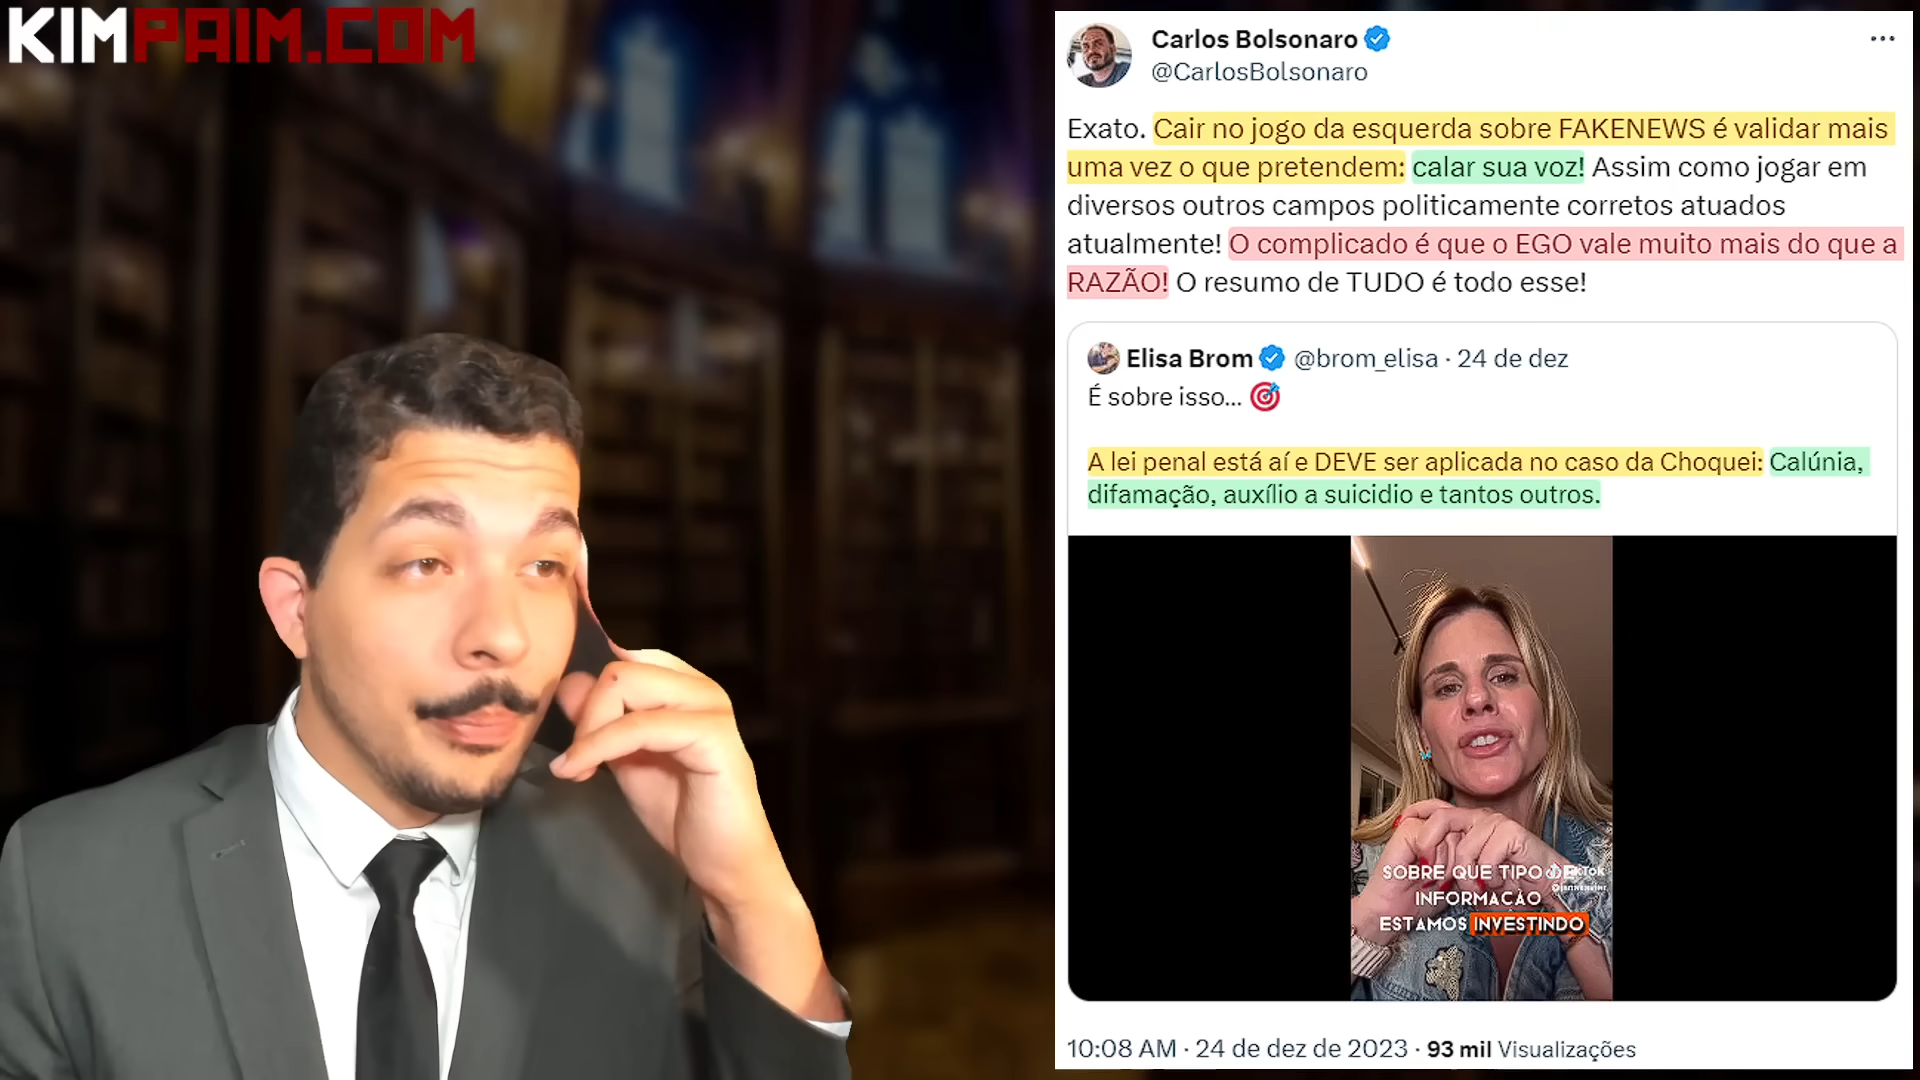 KIMPAIM.COM
Carlos Bolsonaro
@CarlosBolsonaro
Exato. Cair no jogo da esquerda sobre FAKENEWS é validar mais
uma vez o que pretendem: calar sua voz! Assim como jogar em
diversos outros campos politicamente corretos atuados
atualmente! O complicado é que o EGO vale muito mais do que a
RAZÃO! O resumo de TUDO é todo esse!
Elisa Brom @brom_elisa · 24 de dez
É sobre isso... 🎯
A lei penal está aí e DEVE ser aplicada no caso da Choquei: Calúnia,
difamação, auxílio a suicidio e tantos outros.
SOBRE QUE TIPO DE
INFORMAÇÃO
ESTAMOS INVESTINDO
10:08 AM · 24 de dez de 2023 · 93 mil Visualizações